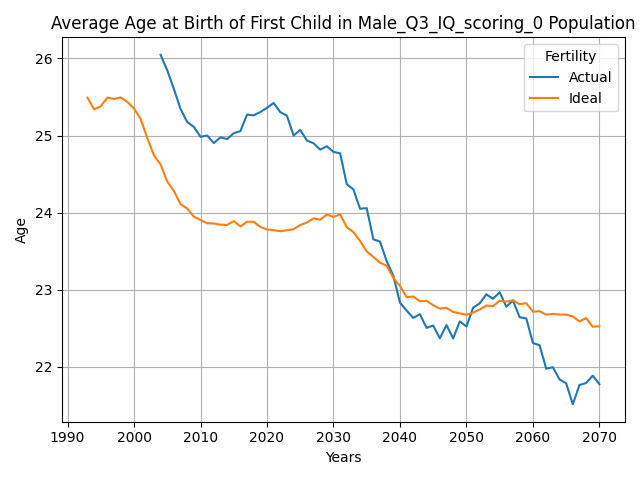 Average Age at Birth of First Child in Male_Q3_IQ_scoring_0 Population
Fertility
Actual
Ideal
26
25
24
23
22
Age
1990
2000
2010
2020
2030
2040
2050
2060
2070
Years